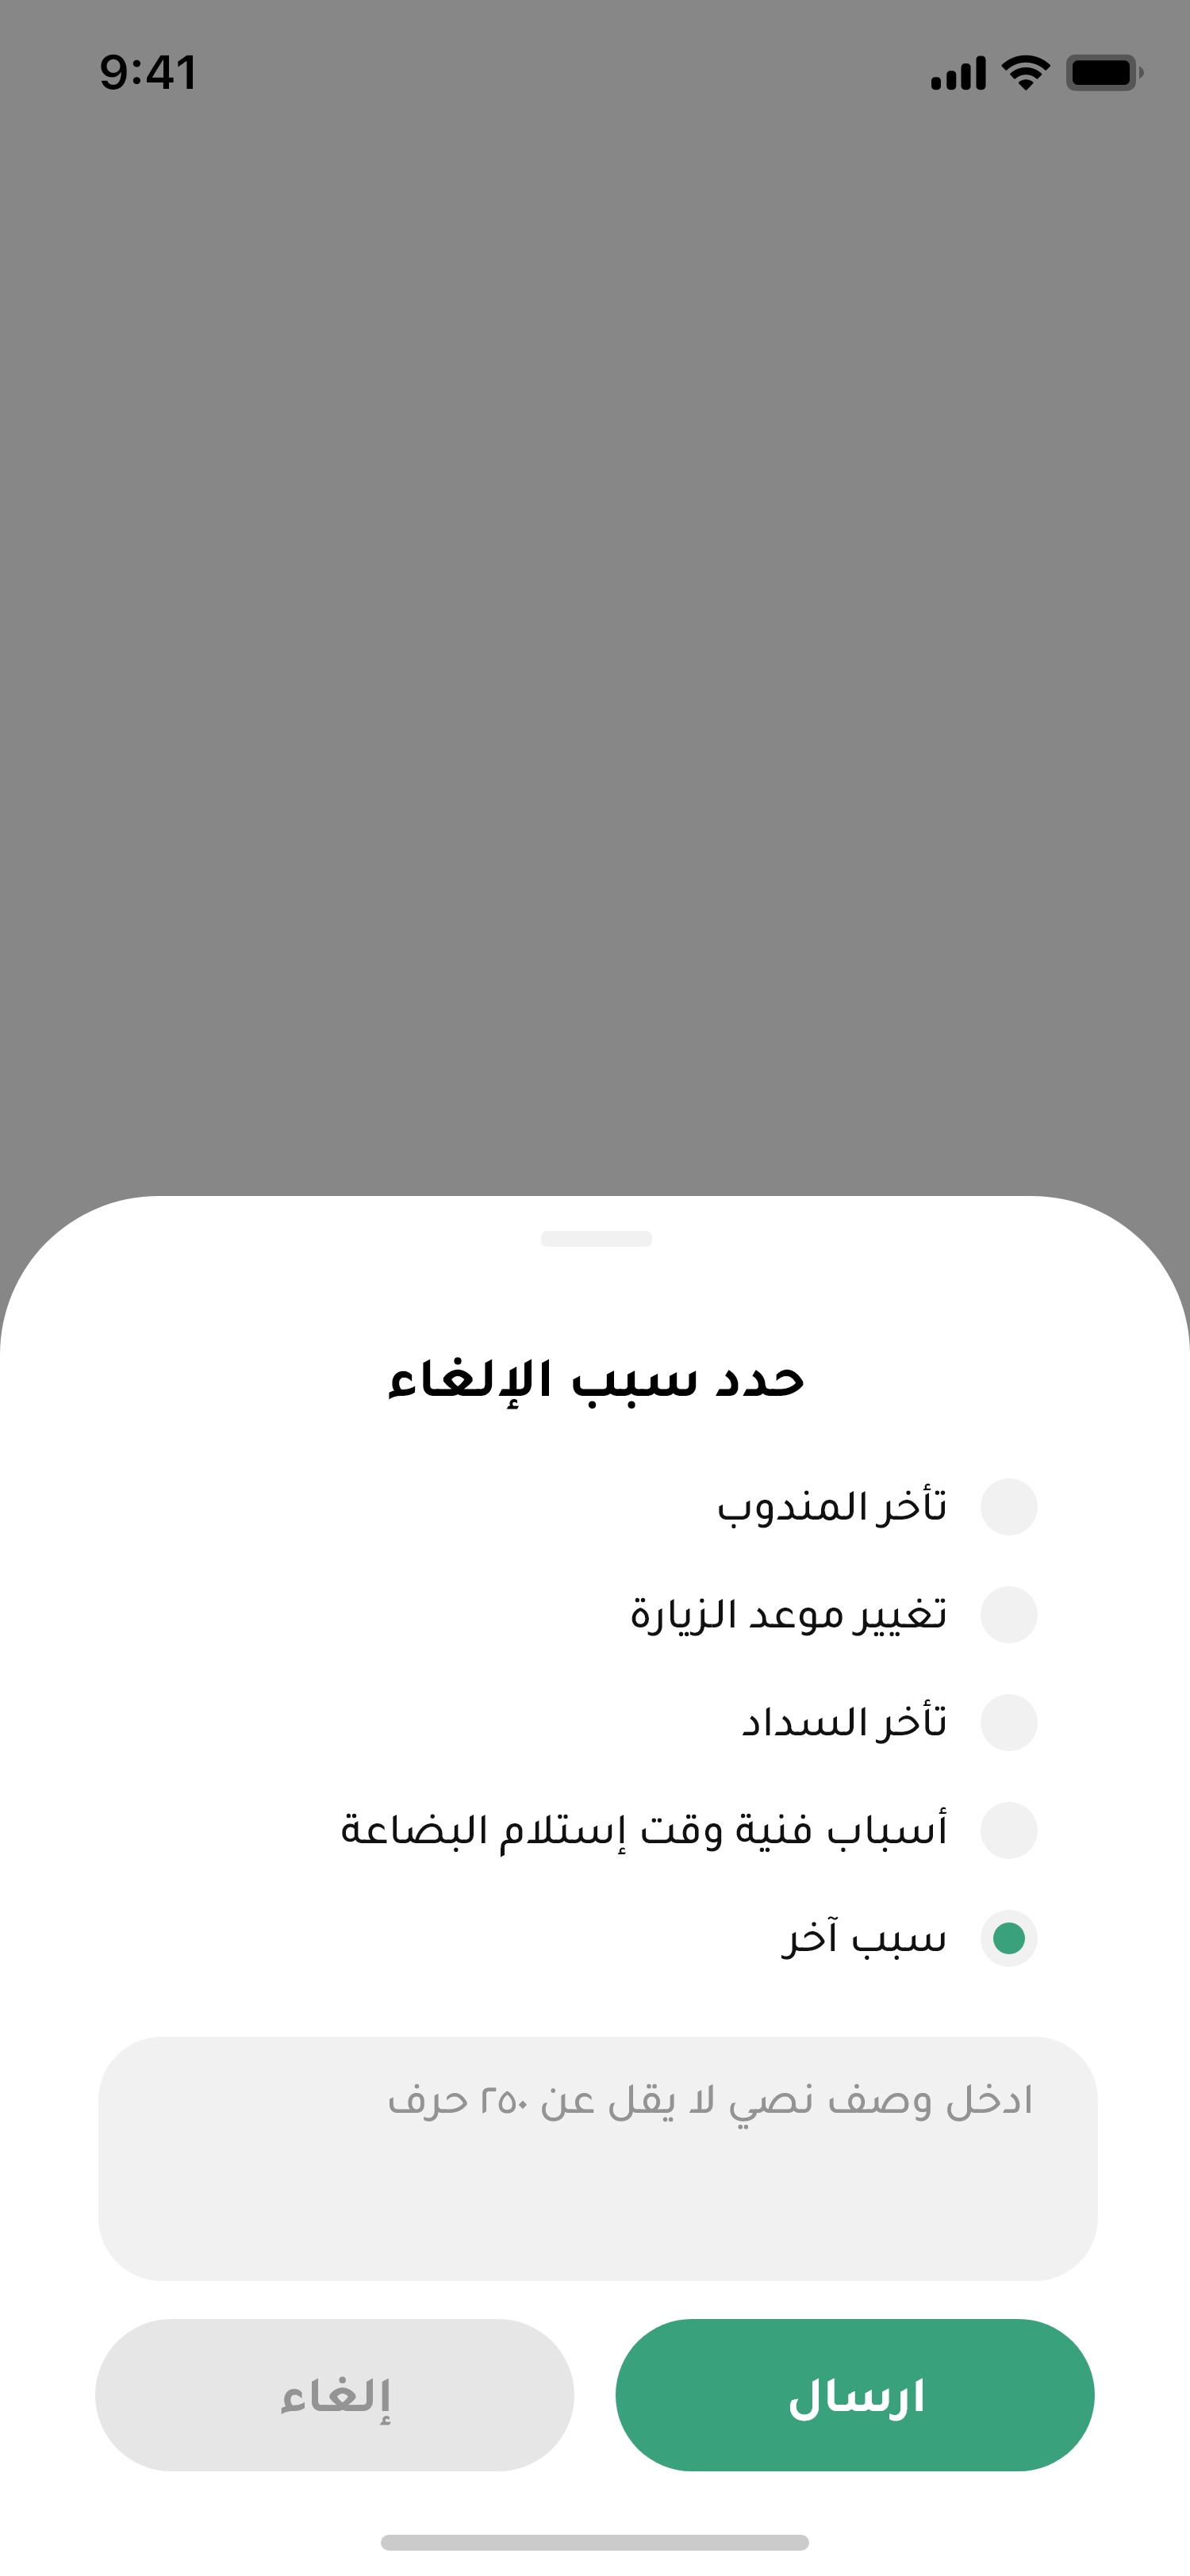 9:41
حدد سبب الإلغاء
تأخر المندوب
تغيير موعد الزيارة
تأخر السداد
أسباب فنية وقت إستلام البضاعة
سبب آخر
ادخل وصف نصي لا يقل عن ٢٥٠ حرف
ارسال
إلغاء